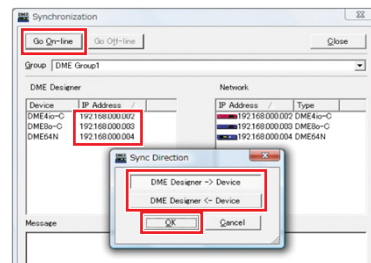 Synchronization
Go On-line Go Off-line Close
Group DME Group1
DME Designer Network
Device IP Address / IP Address / Type
DME4io-C 192.168.000.002 192.168.000.002 DME4io-C
DME8o-C 192.168.000.003 192.168.000.003 DME8o-C
DME64N 192.168.000.004 192.168.000.004 DME64N
Sync Direction
DME Designer -> Device
DME Designer <- Device
OK Cancel
Message